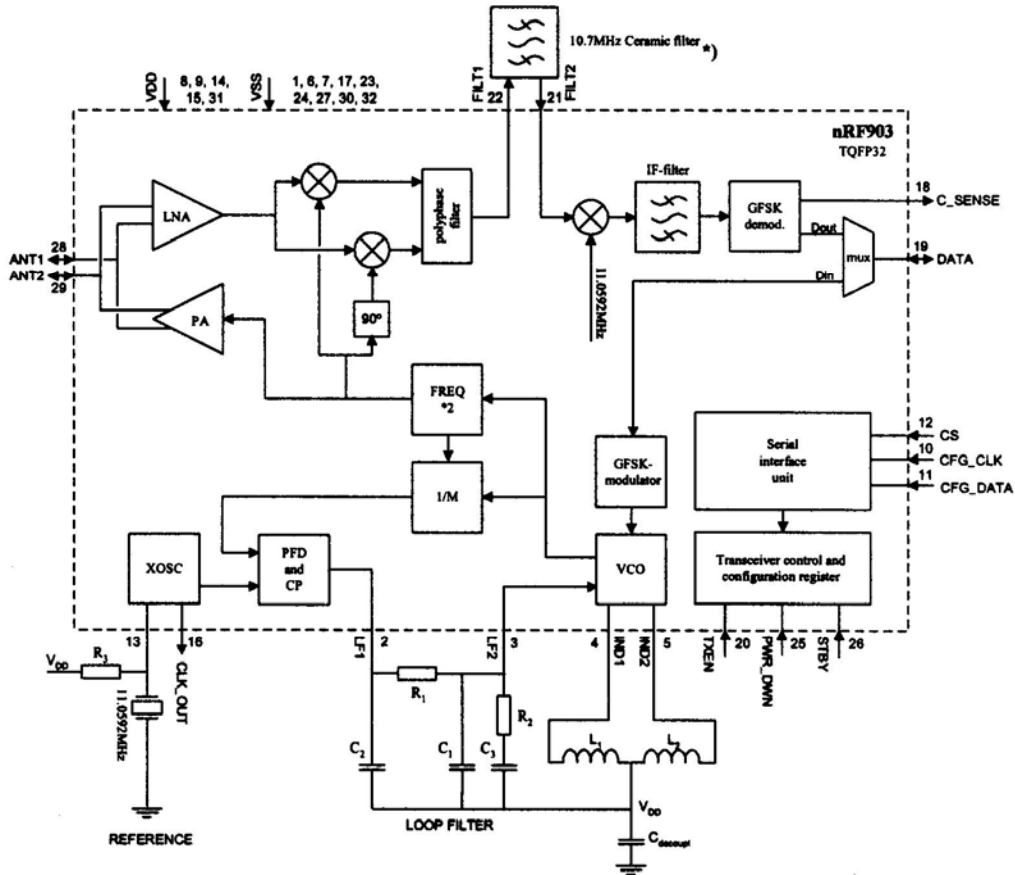 10.7MHz Ceramic filter *)
FILT1
FILT2
22
21
VDD
8, 9, 14,
15, 31
VSS
1, 6, 7, 17, 23,
24, 27, 30, 32
nRF903
TQFP32
LNA
polyphase
filter
IF-filter
GFSK
demod.
18
C_SENSE
Dout
mux
19
DATA
Din
11.0592MHz
28
ANT1
ANT2
29
PA
90°
FREQ
*2
1/M
GFSK-
modulator
Serial
interface
unit
12
CS
10
CFG_CLK
11
CFG_DATA
XOSC
PFD
and
CP
VCO
Transceiver control and
configuration register
13
16
CLK_OUT
LF1
2
LF2
3
4
IND1
IND2
5
TXEN
20
PWR_DWN
25
STBY
26
VDD
R3
11.0592MHz
R1
R2
C2
C1
C3
L1
L2
VDD
Cdecoupl
REFERENCE
LOOP FILTER